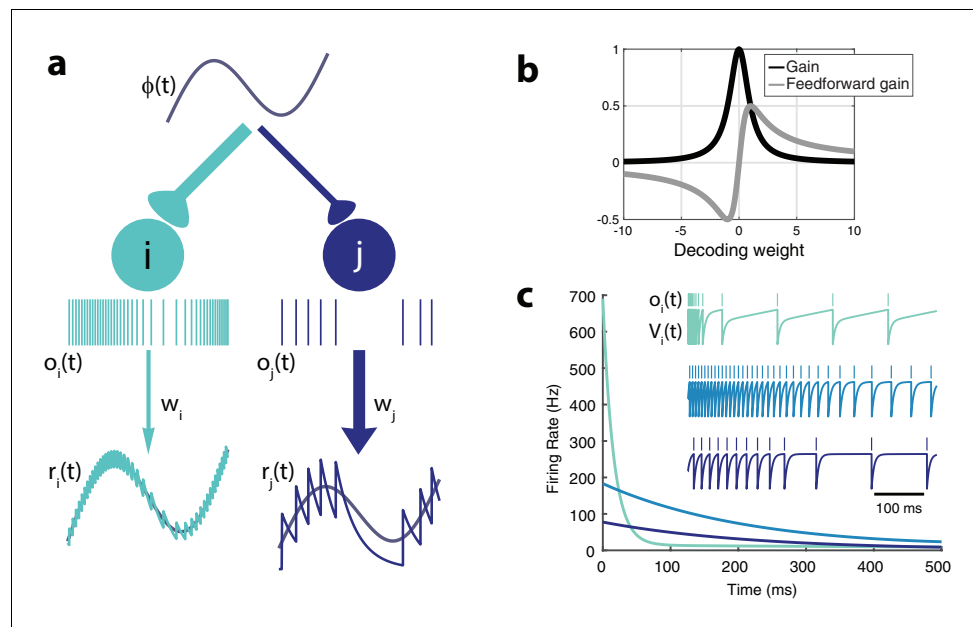 a
ϕ(t)
i
j
o_i(t)
o_j(t)
w_i
w_j
r_i(t)
r_j(t)
b
1
0.5
0
-0.5
-10
-5
0
5
10
Decoding weight
Gain
Feedforward gain
c
700
600
500
400
300
200
100
0
Firing Rate (Hz)
0
100
200
300
400
500
Time (ms)
o_i(t)
V_i(t)
100 ms